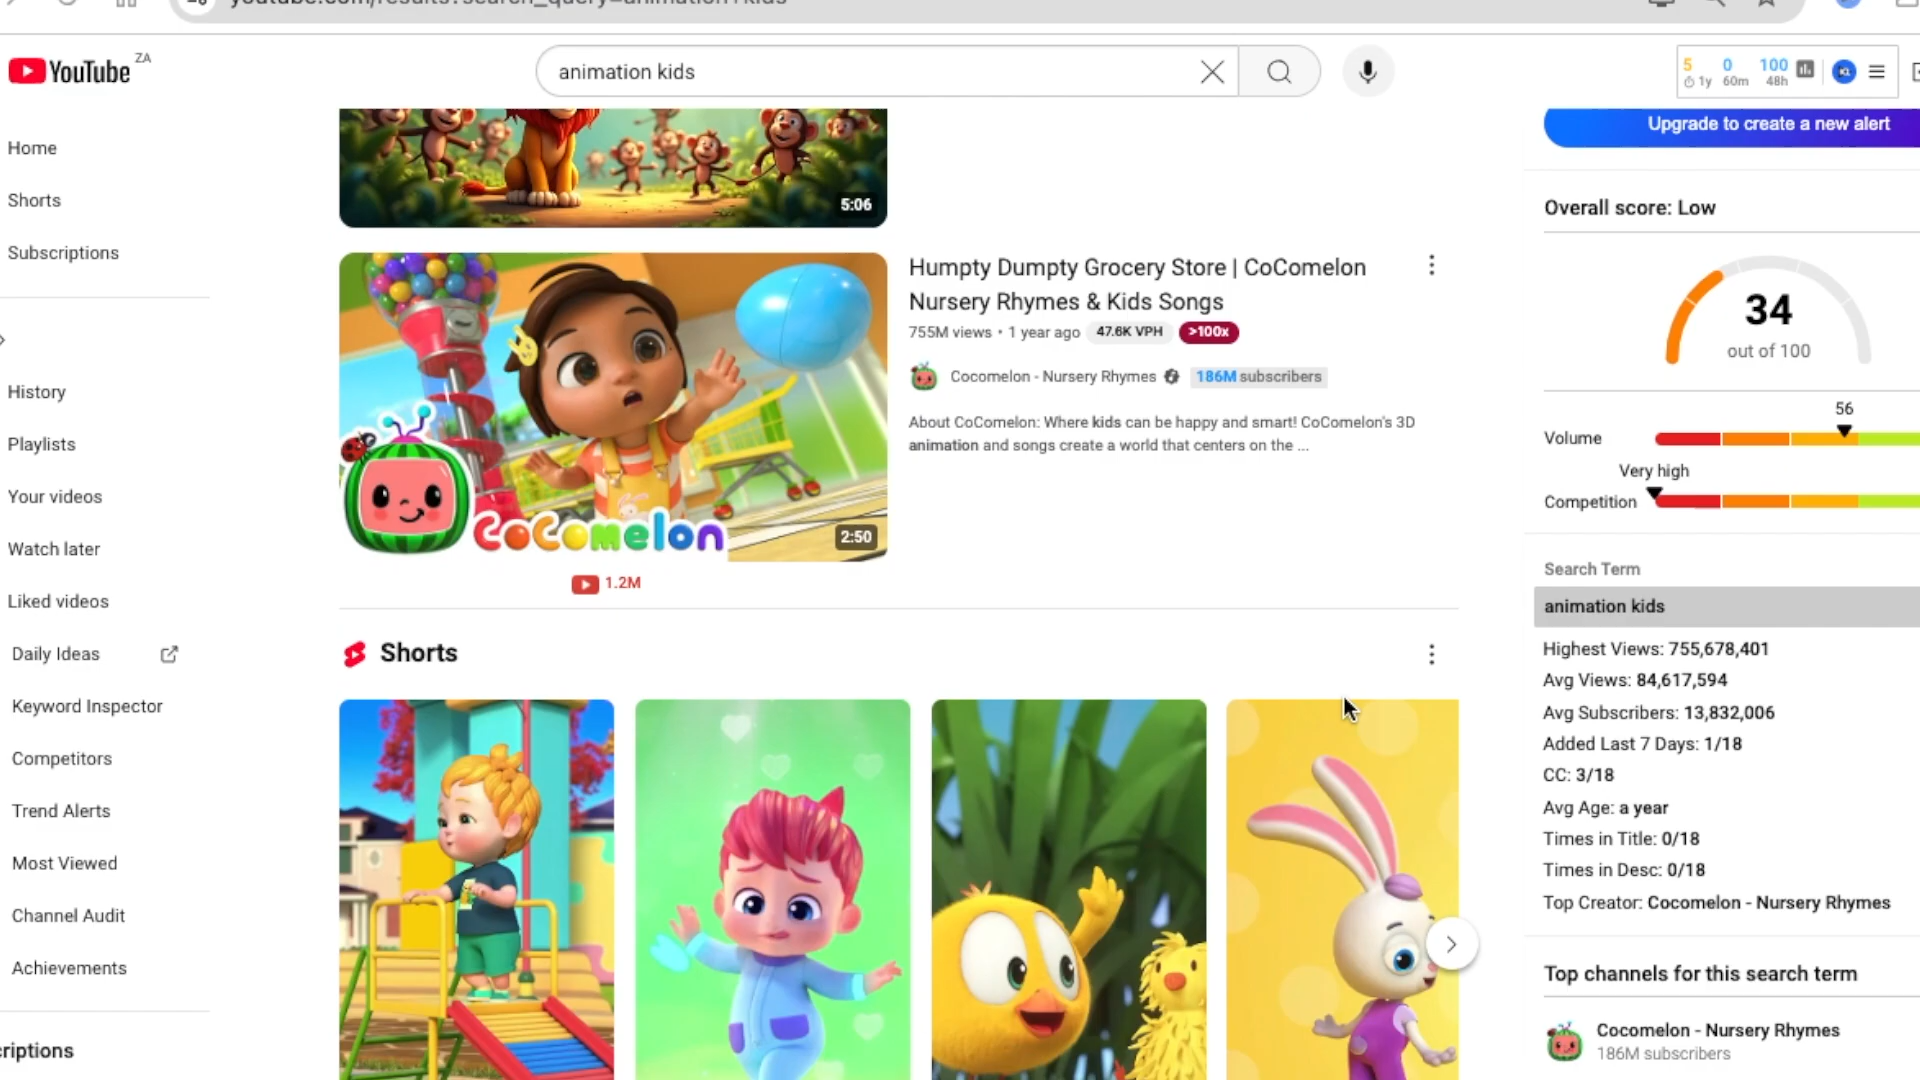 youtube.com/results?search_query=animation+kids
YouTube ZA
animation kids
5 0 100
1y 60m 48h
Home
Shorts
Subscriptions
History
Playlists
Your videos
Watch later
Liked videos
Daily Ideas
Keyword Inspector
Competitors
Trend Alerts
Most Viewed
Channel Audit
Achievements
criptions
5:06
CoComelon
2:50
1.2M
Humpty Dumpty Grocery Store | CoComelon
Nursery Rhymes & Kids Songs
755M views • 1 year ago 47.6K VPH >100x
Cocomelon - Nursery Rhymes 186M subscribers
About CoComelon: Where kids can be happy and smart! CoComelon's 3D
animation and songs create a world that centers on the ...
Shorts
Upgrade to create a new alert
Overall score: Low
34
out of 100
56
Volume
Very high
Competition
Search Term
animation kids
Highest Views: 755,678,401
Avg Views: 84,617,594
Avg Subscribers: 13,832,006
Added Last 7 Days: 1/18
CC: 3/18
Avg Age: a year
Times in Title: 0/18
Times in Desc: 0/18
Top Creator: Cocomelon - Nursery Rhymes
Top channels for this search term
Cocomelon - Nursery Rhymes
186M subscribers